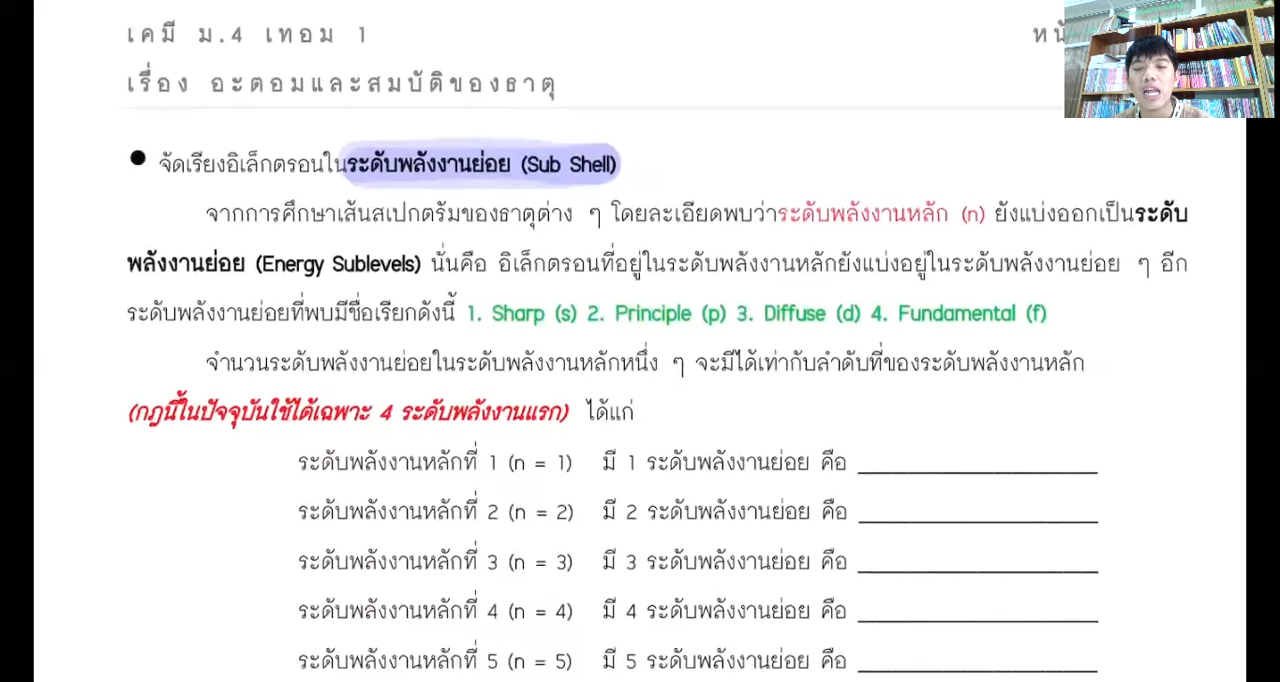 เคมี ม.4 เทอม 1
หน้
เรื่อง อะตอมและสมบัติของธาตุ
● จัดเรียงอิเล็กตรอนในระดับพลังงานย่อย (Sub Shell)
จากการศึกษาเส้นสเปกตรัมของธาตุต่าง ๆ โดยละเอียดพบว่าระดับพลังงานหลัก (n) ยังแบ่งออกเป็นระดับ
พลังงานย่อย (Energy Sublevels) นั่นคือ อิเล็กตรอนที่อยู่ในระดับพลังงานหลักยังแบ่งอยู่ในระดับพลังงานย่อย ๆ อีก
ระดับพลังงานย่อยที่พบมีชื่อเรียกดังนี้ 1. Sharp (s) 2. Principle (p) 3. Diffuse (d) 4. Fundamental (f)
จำนวนระดับพลังงานย่อยในระดับพลังงานหลักหนึ่ง ๆ จะมีได้เท่ากับลำดับที่ของระดับพลังงานหลัก
(กฎนี้ในปัจจุบันใช้ได้เฉพาะ 4 ระดับพลังงานแรก) ได้แก่
ระดับพลังงานหลักที่ 1 (n = 1) มี 1 ระดับพลังงานย่อย คือ ____________________
ระดับพลังงานหลักที่ 2 (n = 2) มี 2 ระดับพลังงานย่อย คือ ____________________
ระดับพลังงานหลักที่ 3 (n = 3) มี 3 ระดับพลังงานย่อย คือ ____________________
ระดับพลังงานหลักที่ 4 (n = 4) มี 4 ระดับพลังงานย่อย คือ ____________________
ระดับพลังงานหลักที่ 5 (n = 5) มี 5 ระดับพลังงานย่อย คือ ____________________